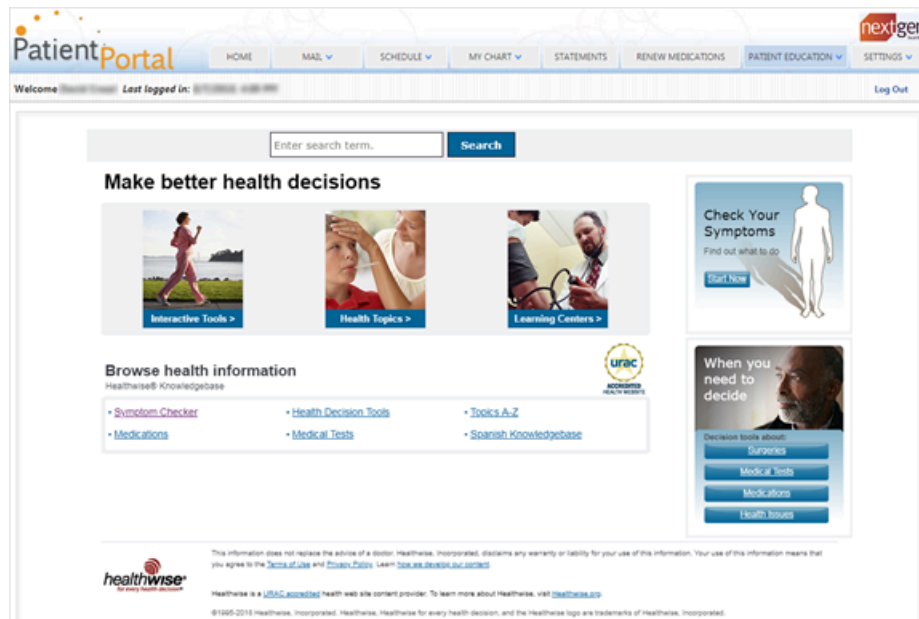 Patient Portal
nextgen
HOME MAIL SCHEDULE MY CHART STATEMENTS RENEW MEDICATIONS PATIENT EDUCATION SETTINGS
Welcome Last logged in:
Log Out
Enter search term. Search
Make better health decisions
Interactive Tools > Health Topics > Learning Centers >
Check Your
Symptoms
Find out what to do
Start Now
Browse health information
Healthwise® Knowledgebase
urac
ACCREDITED
HEALTH WEBSITE
• Symptom Checker • Health Decision Tools • Topics A-Z
• Medications • Medical Tests • Spanish Knowledgebase
When you
need to
decide
Decision tools about:
Surgeries
Medical Tests
Medications
Health Issues
healthwise®
for every health decision®
This information does not replace the advice of a doctor. Healthwise, Incorporated, disclaims any warranty or liability for your use of this information. Your use of this information means that
you agree to the Terms of Use and Privacy Policy. Learn how we develop our content.
Healthwise is a URAC accredited health web site content provider. To learn more about Healthwise, visit Healthwise.org.
©1995-2018 Healthwise, Incorporated. Healthwise, Healthwise for every health decision, and the Healthwise logo are trademarks of Healthwise, Incorporated.